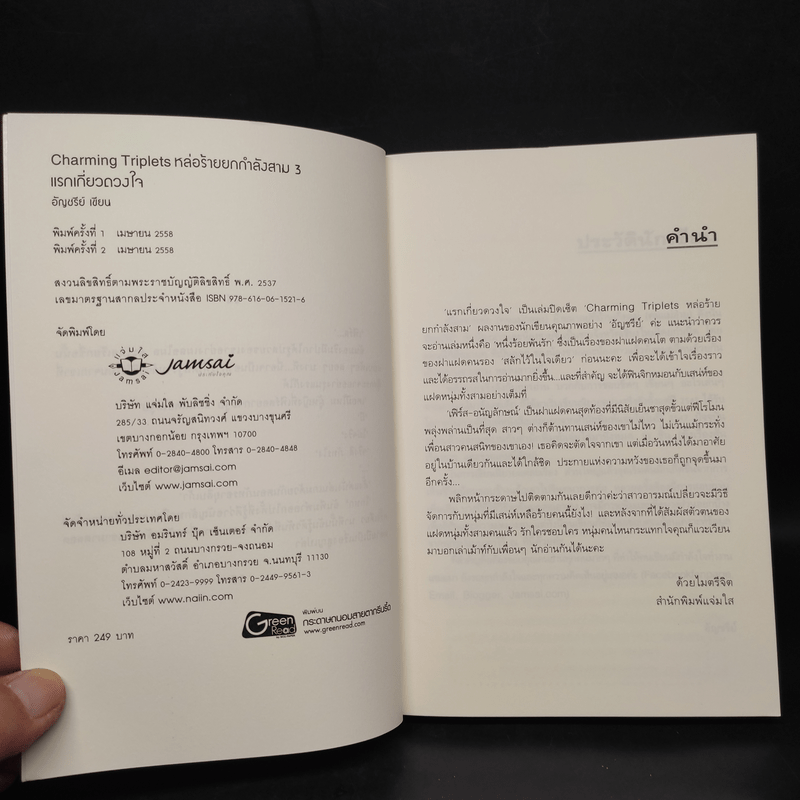 Charming Triplets หล่อร้ายยกกำลังสาม 3
แรกเกี่ยวดวงใจ
อัญชรีย์ เขียน
พิมพ์ครั้งที่ 1 เมษายน 2558
พิมพ์ครั้งที่ 2 เมษายน 2558
สงวนลิขสิทธิ์ตามพระราชบัญญัติลิขสิทธิ์ พ.ศ. 2537
เลขมาตรฐานสากลประจำหนังสือ ISBN 978-616-06-1521-6
จัดพิมพ์โดย
แจ่มใส
jamsai
Jamsai
บริษัท แจ่มใส พับลิชชิ่ง จำกัด
285/33 ถนนจรัญสนิทวงศ์ แขวงบางขุนศรี
เขตบางกอกน้อย กรุงเทพฯ 10700
โทรศัพท์ 0-2840-4800 โทรสาร 0-2840-4848
อีเมล editor@jamsai.com
เว็บไซต์ www.jamsai.com
จัดจำหน่ายทั่วประเทศโดย
บริษัท อมรินทร์ บุ๊ค เซ็นเตอร์ จำกัด
108 หมู่ที่ 2 ถนนบางกรวย-จงถนอม
ตำบลมหาสวัสดิ์ อำเภอบางกรวย จ.นนทบุรี 11130
โทรศัพท์ 0-2423-9999 โทรสาร 0-2449-9561-3
เว็บไซต์ www.naiin.com
ราคา 249 บาท
Green
Read
พิมพ์บน
กระดาษถนอมสายตากรีนรี้ด
www.greenread.com
คำนำ
'แรกเกี่ยวดวงใจ' เป็นเล่มปิดเซ็ต 'Charming Triplets หล่อร้าย
ยกกำลังสาม' ผลงานของนักเขียนคุณภาพอย่าง 'อัญชรีย์' ค่ะ แนะนำว่าควร
จะอ่านเล่มหนึ่งคือ 'หนึ่งร้อยพันรัก' ซึ่งเป็นเรื่องของฝาแฝดคนโต ตามด้วยเรื่อง
ของฝาแฝดคนรอง 'สลักไว้ในใจเดียว' ก่อนนะคะ เพื่อจะได้เข้าใจเรื่องราว
และได้อรรถรสในการอ่านมากยิ่งขึ้น...และที่สำคัญ จะได้ฟินจิกหมอนกับเสน่ห์ของ
แฝดหนุ่มทั้งสามอย่างเต็มที่
'เพิร์ส-อนัญลักษณ์' เป็นฝาแฝดคนสุดท้องที่มีนิสัยเย็นชาสุดขั้วแต่ฟีโรโมน
พลุ่งพล่านเป็นที่สุด สาวๆ ต่างก็ต้านทานเสน่ห์ของเขาไม่ไหว ไม่เว้นแม้กระทั่ง
เพื่อนสาวคนสนิทของเขาเอง! เธอคิดจะตัดใจจากเขา แต่เมื่อวันหนึ่งได้มาอาศัย
อยู่ในบ้านเดียวกันและได้ใกล้ชิด ประกายแห่งความหวังของเธอก็ถูกจุดขึ้นมา
อีกครั้ง...
พลิกหน้ากระดาษไปติดตามกันเลยดีกว่าค่ะว่าสาวอารมณ์เปลี่ยวจะมีวิธี
จัดการกับหนุ่มที่มีเสน่ห์เหลือร้ายคนนี้ยังไง! และหลังจากที่ได้สัมผัสตัวตนของ
แฝดหนุ่มทั้งสามคนแล้ว รักใครชอบใคร หนุ่มคนไหนกระแทกใจคุณก็แวะเวียน
มาบอกเล่าเม้าท์กับเพื่อนๆ นักอ่านกันได้นะคะ
ด้วยไมตรีจิต
สำนักพิมพ์แจ่มใส